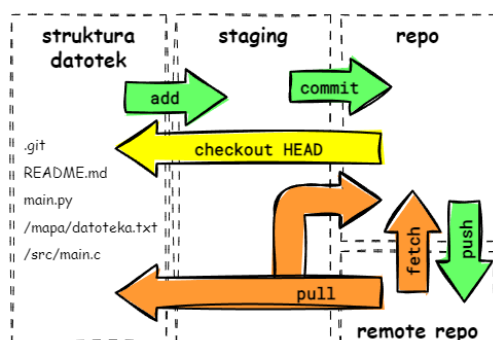 struktura
datotek
staging
repo
add
commit
checkout HEAD
.git
README.md
main.py
/mapa/datoteka.txt
/src/main.c
fetch
push
pull
remote repo